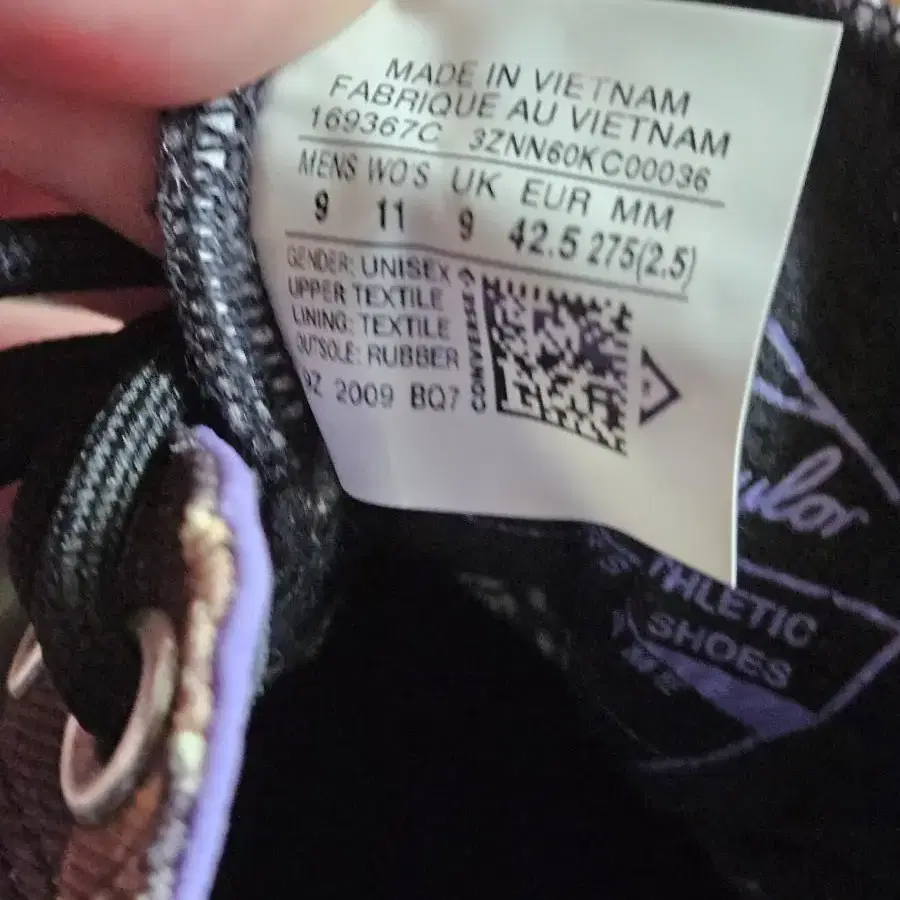 MADE IN VIETNAM
FABRIQUE AU VIETNAM
169367C 3ZNN60KC00036
MENS WO'S UK EUR MM
9 11 9 42.5 275(2.5)
GENDER: UNISEX
UPPER TEXTILE
LINING: TEXTILE
OUTSOLE: RUBBER
2009 BQ7
CONVERSE
ATHLETIC
SHOES